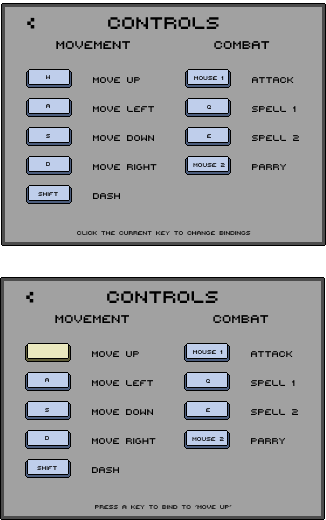 < CONTROLS
MOVEMENT COMBAT
W MOVE UP MOUSE 1 ATTACK
A MOVE LEFT Q SPELL 1
S MOVE DOWN E SPELL 2
D MOVE RIGHT MOUSE 2 PARRY
SHIFT DASH
CLICK THE CURRENT KEY TO CHANGE BINDINGS
< CONTROLS
MOVEMENT COMBAT
MOVE UP MOUSE 1 ATTACK
A MOVE LEFT Q SPELL 1
S MOVE DOWN E SPELL 2
D MOVE RIGHT MOUSE 2 PARRY
SHIFT DASH
PRESS A KEY TO BIND TO 'MOVE UP'